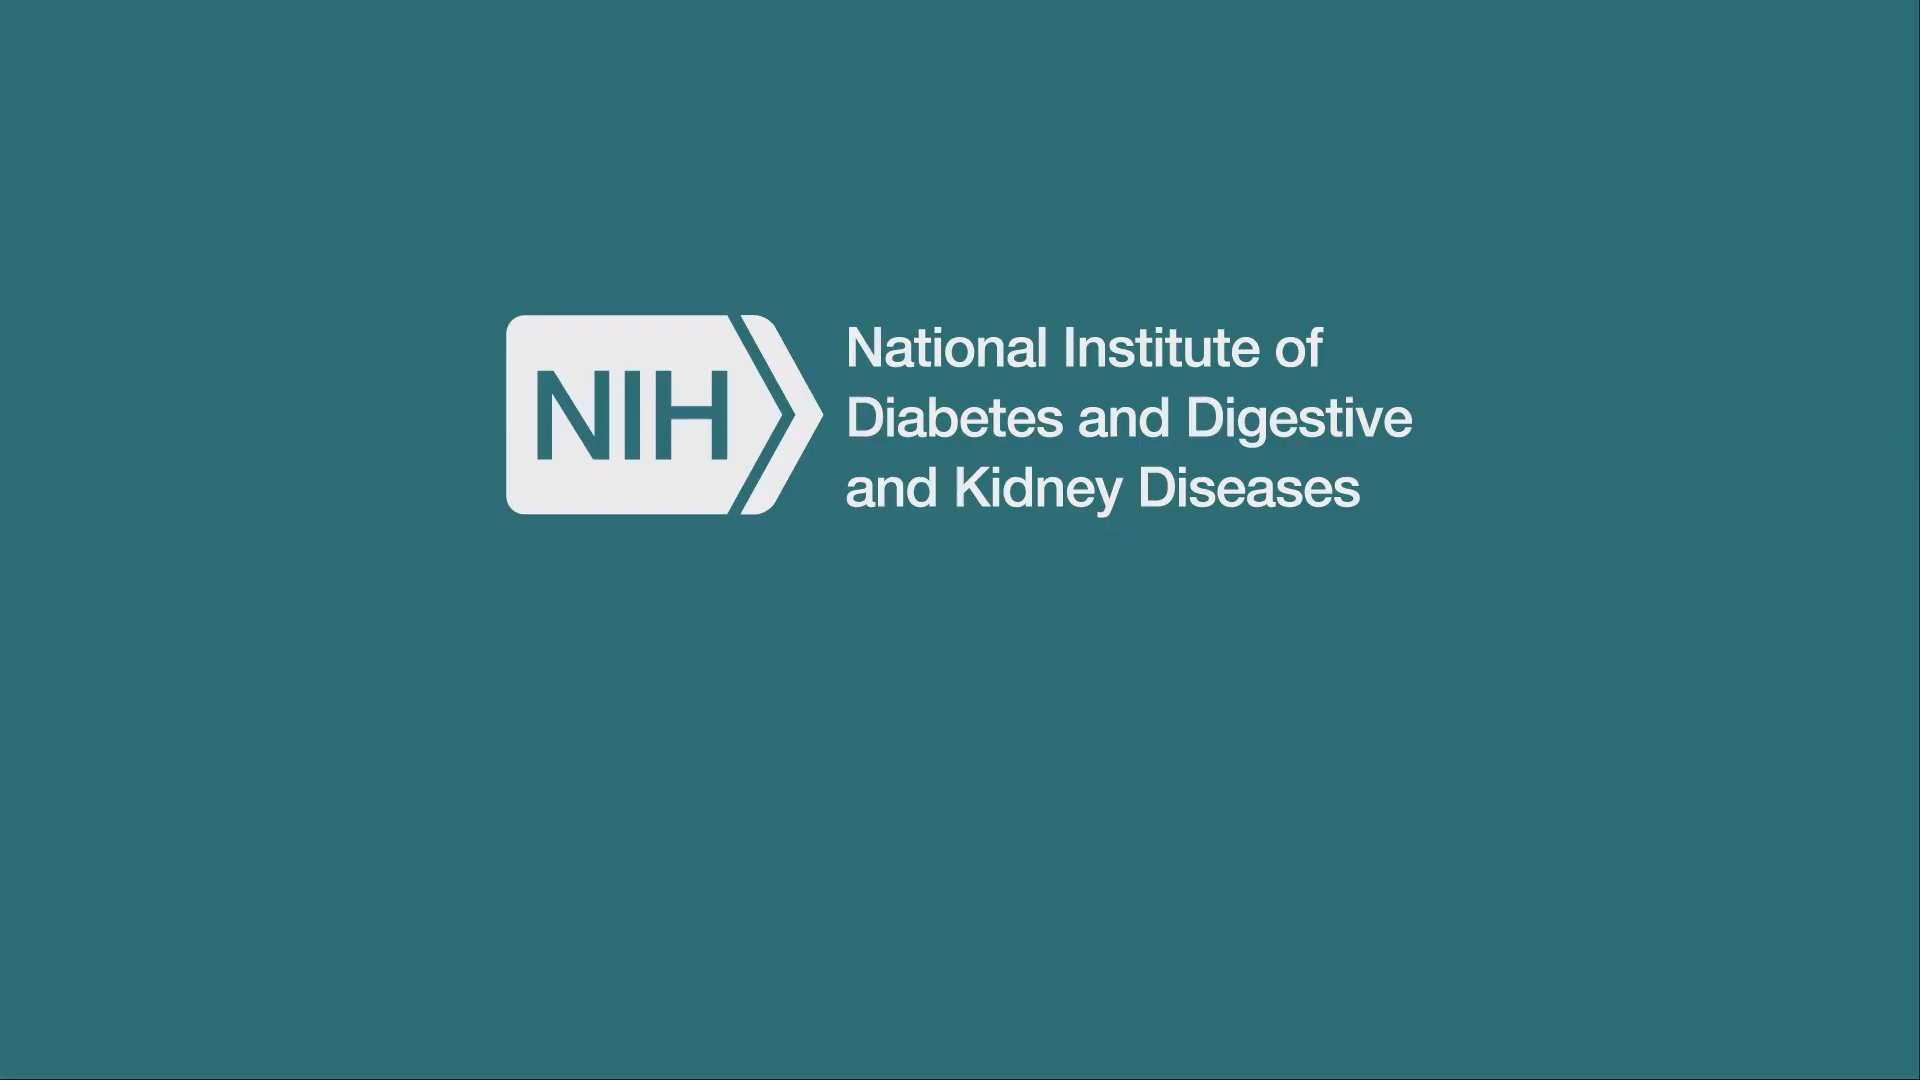 NIH
National Institute of
Diabetes and Digestive
and Kidney Diseases